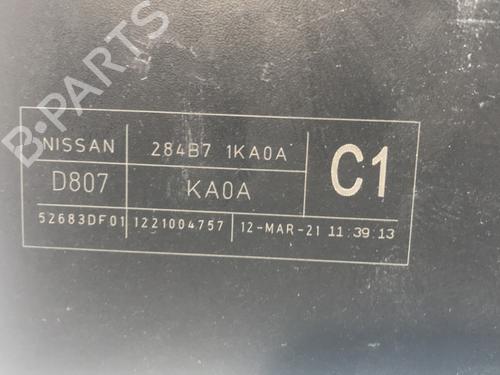 B-PARTS
NISSAN 284B7 1KA0A C1
D807 KA0A
52683DF01 1221004757 12-MAR-21 11:39:13